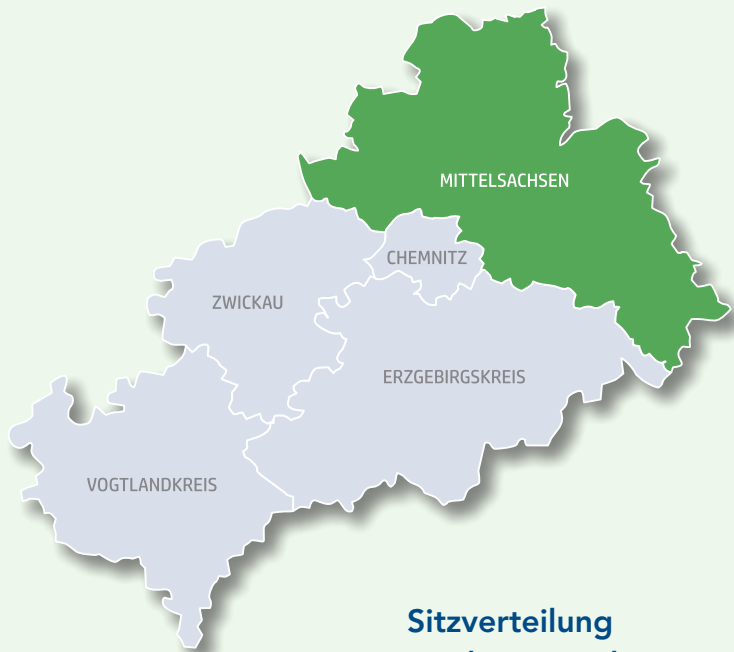 MITTELSACHSEN
CHEMNITZ
ZWICKAU
ERZGEBIRGSKREIS
VOGTLANDKREIS
Sitzverteilung